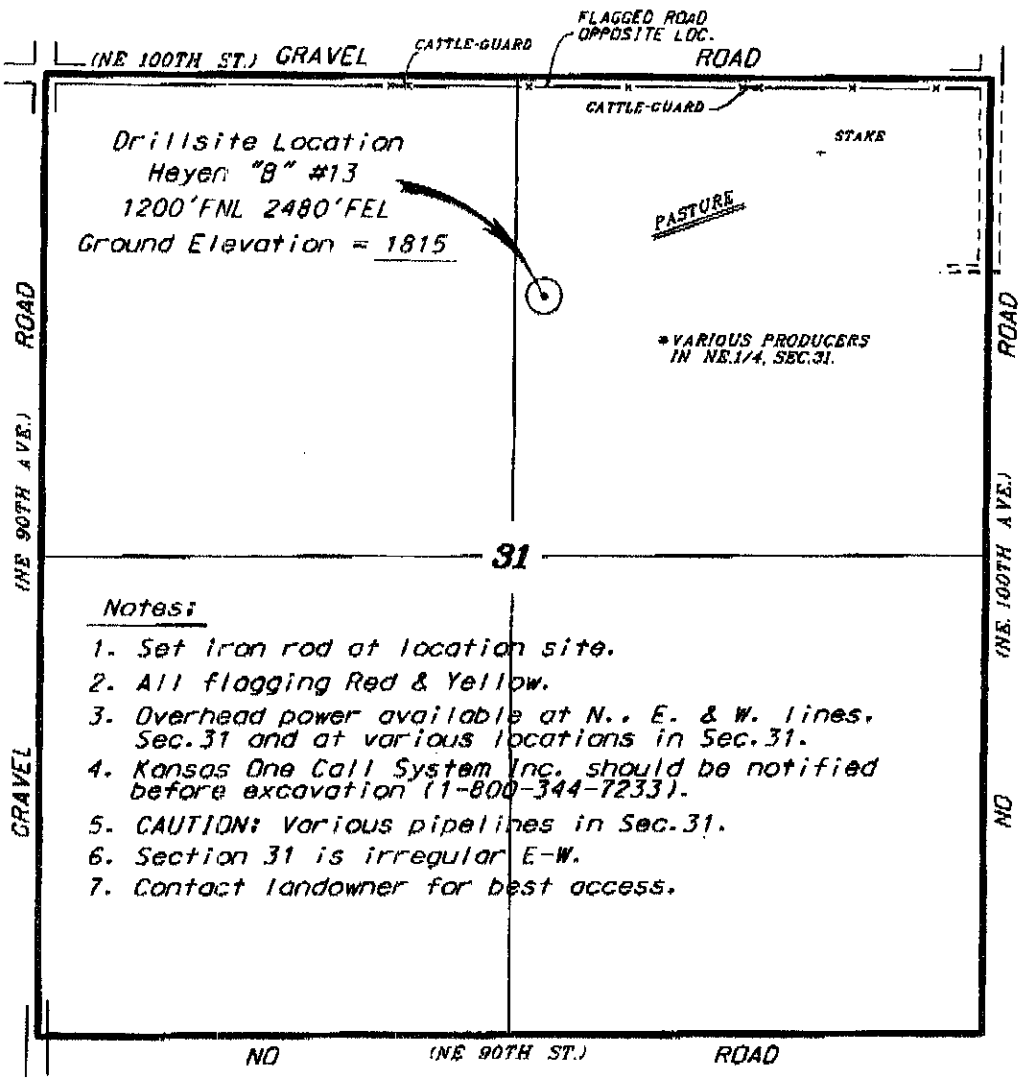 FLAGGED ROAD
OPPOSITE LOC.
(NE 100TH ST.) GRAVEL
CATTLE-GUARD
ROAD
CATTLE-GUARD
STAKE
Drillsite Location
Heyen "B" #13
1200'FNL 2480'FEL
Ground Elevation = 1815
PASTURE
ROAD
ROAD
*VARIOUS PRODUCERS
IN NE.1/4, SEC.31.
(NE 90TH AVE.)
(NE. 100TH AVE.)
31
Notes:
1. Set iron rod at location site.
2. All flagging Red & Yellow.
3. Overhead power available at N., E. & W. lines.
Sec.31 and at various locations in Sec.31.
4. Kansas One Call System Inc. should be notified
before excavation (1-800-344-7233).
5. CAUTION: Various pipelines in Sec.31.
6. Section 31 is irregular E-W.
7. Contact landowner for best access.
GRAVEL
NO
NO
(NE 90TH ST.)
ROAD